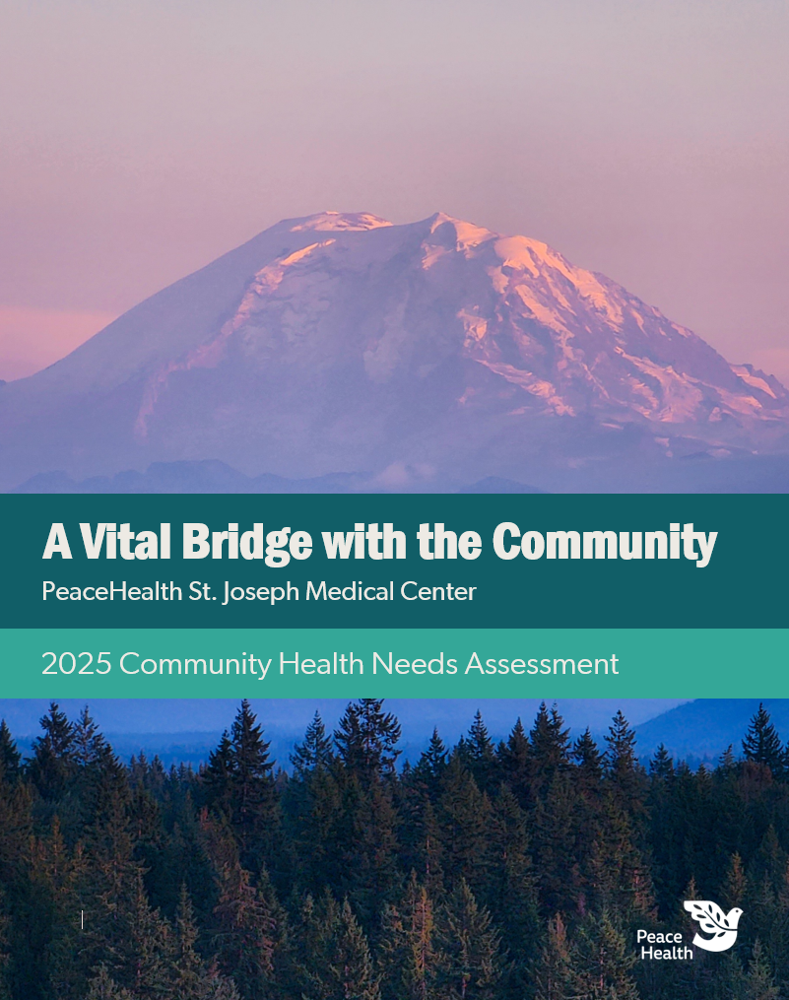 A Vital Bridge with the Community
PeaceHealth St. Joseph Medical Center
2025 Community Health Needs Assessment
Peace
Health